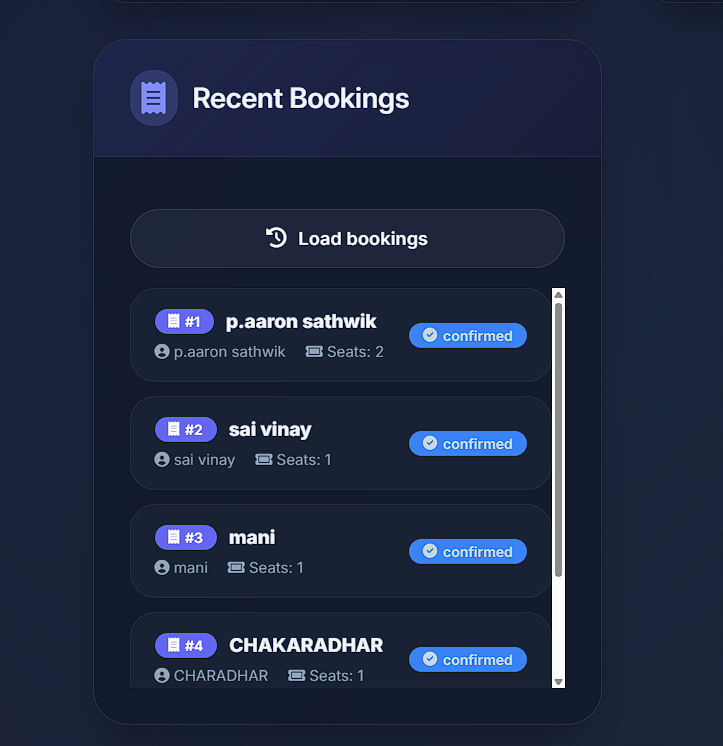 Recent Bookings
Load bookings
#1 p.aaron sathwik
p.aaron sathwik Seats: 2
confirmed
#2 sai vinay
sai vinay Seats: 1
confirmed
#3 mani
mani Seats: 1
confirmed
#4 CHAKARADHAR
CHARADHAR Seats: 1
confirmed